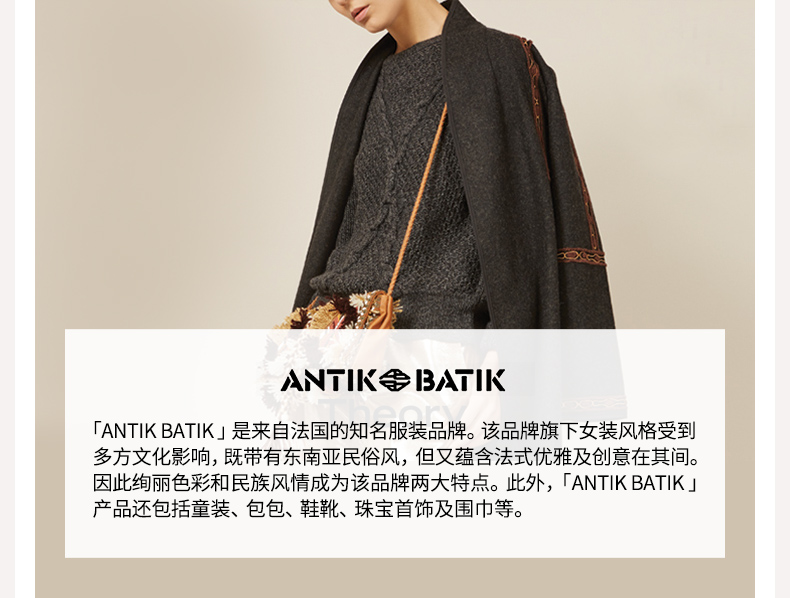 ANTIK BATIK
Theory
「ANTIK BATIK」是来自法国的知名服装品牌。该品牌旗下女装风格受到
多方文化影响，既带有东南亚民俗风，但又蕴含法式优雅及创意在其间。
因此绚丽色彩和民族风情成为该品牌两大特点。此外，「ANTIK BATIK」
产品还包括童装、包包、鞋靴、珠宝首饰及围巾等。